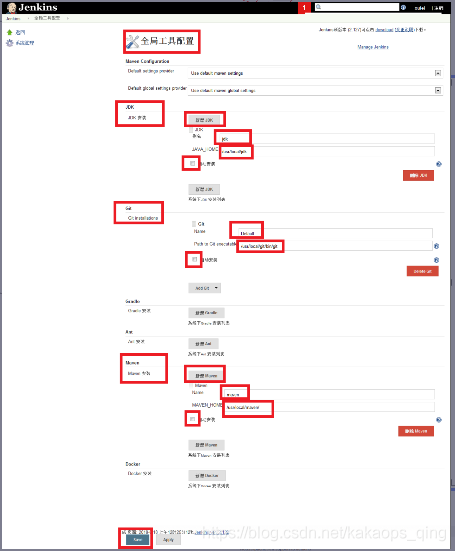 Jenkins
1
Jenkins
全局工具配置
返回
系统管理
全局工具配置
Manage Jenkins
Maven Configuration
Default settings provider
Use default maven settings
Default global settings provider
Use default maven global settings
JDK
JDK 安装
新增 JDK
JDK
别名
jdk
JAVA_HOME
/usr/local/jdk
自动安装
删除 JDK
新增 JDK
系统下JDK 安装列表
Git
Git installations
Git
Name
Default
Path to Git executable
/usr/local/git/bin/git
自动安装
Delete Git
Add Git
Gradle
Gradle 安装
新增 Gradle
系统下Gradle 安装列表
Ant
Ant 安装
新增 Ant
系统下Ant 安装列表
Maven
Maven 安装
新增 Maven
Maven
Name
maven
MAVEN_HOME
/usr/local/maven
自动安装
删除 Maven
新增 Maven
系统下Maven 安装列表
Docker
Docker 安装
新增 Docker
系统下Docker 安装列表
Save
Apply
https://blog.csdn.net/kakaops_qing